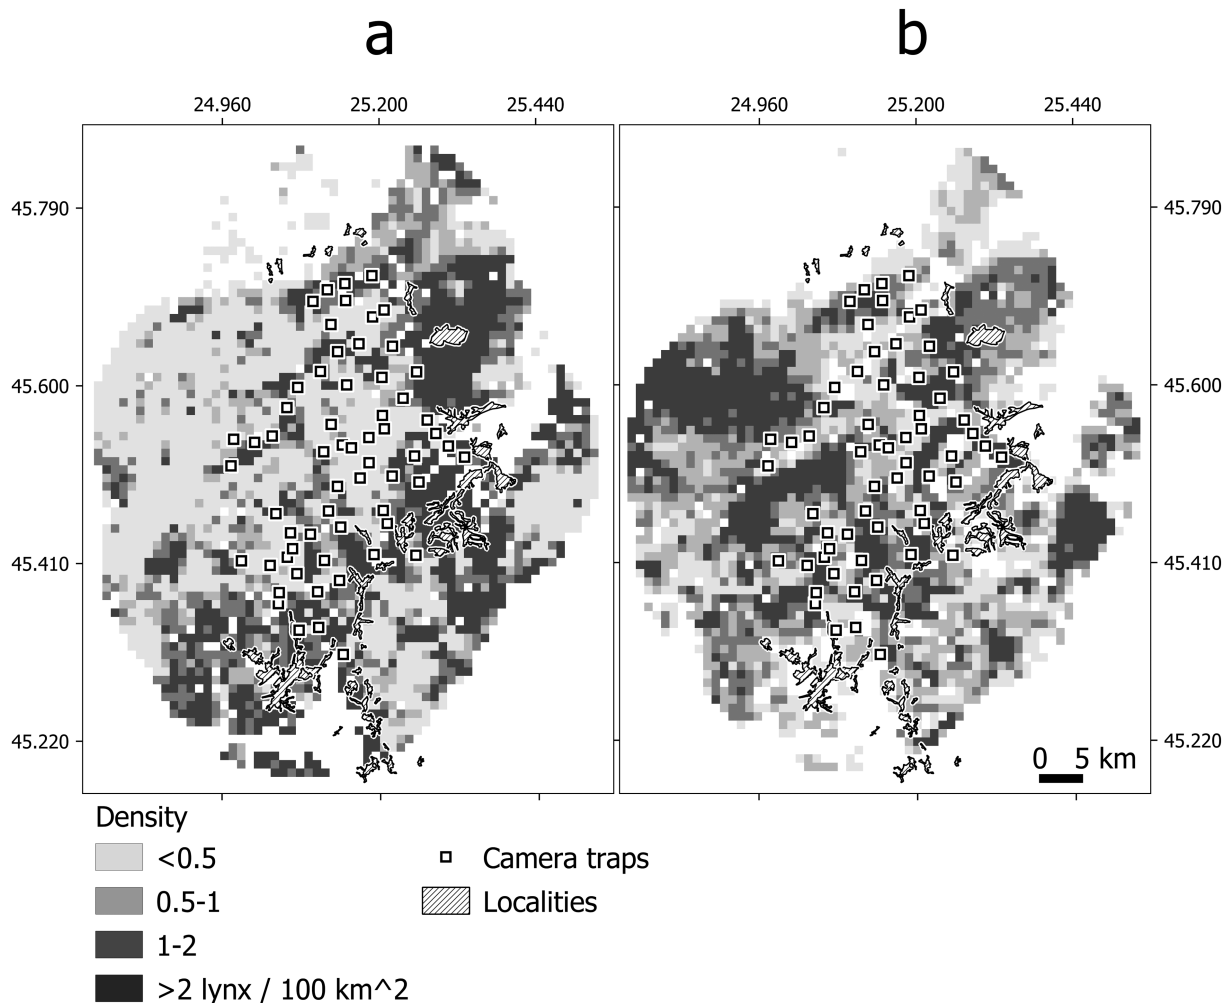 a b
24.960 25.200 25.440 24.960 25.200 25.440
45.790 45.790
45.600 45.600
45.410 45.410
45.220 45.220
0 5 km
Density
<0.5
0.5-1
1-2
>2 lynx / 100 km^2
Camera traps
Localities